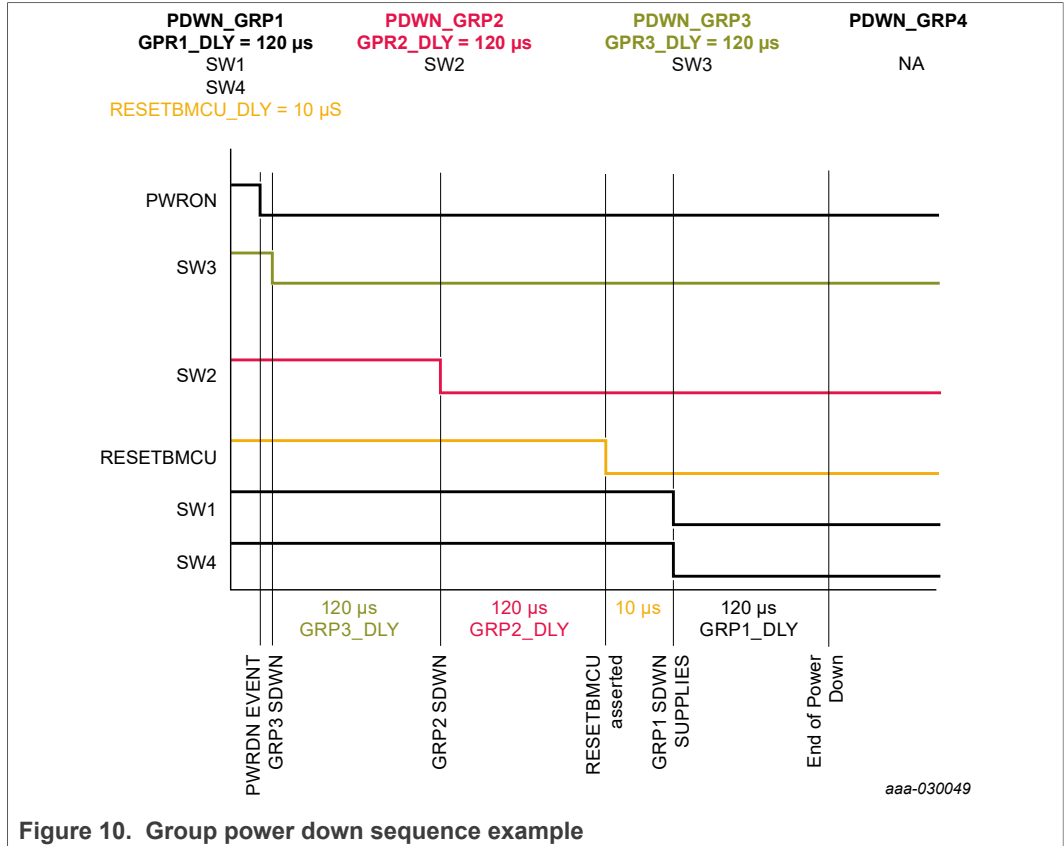 PDWN_GRP1 PDWN_GRP2 PDWN_GRP3 PDWN_GRP4
GPR1_DLY = 120 µs GPR2_DLY = 120 µs GPR3_DLY = 120 µs
SW1 SW2 SW3 NA
SW4
RESETBMCU_DLY = 10 µS
PWRON
SW3
SW2
RESETBMCU
SW1
SW4
120 µs 120 µs 10 µs 120 µs
GRP3_DLY GRP2_DLY GRP1_DLY
PWRDN EVENT
GRP3 SDWN
GRP2 SDWN
RESETBMCU
asserted
GRP1 SDWN
SUPPLIES
End of Power
Down
aaa-030049
Figure 10. Group power down sequence example